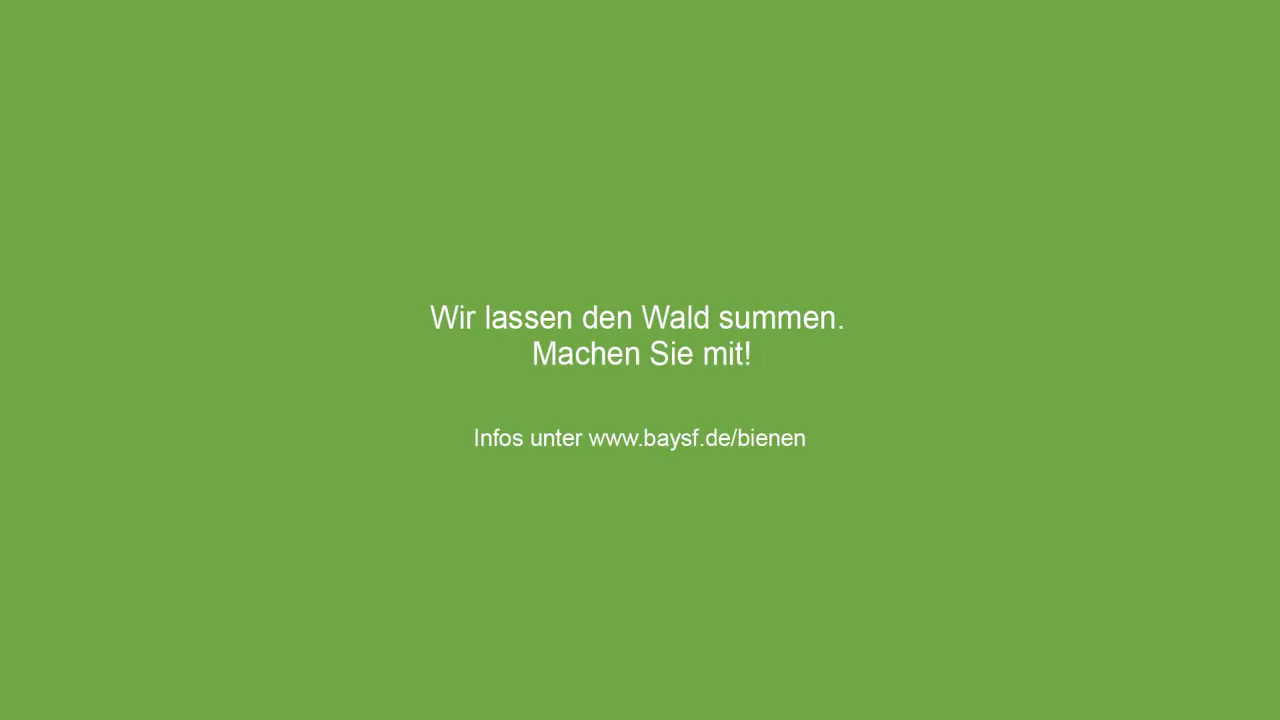 Wir lassen den Wald summen.
Machen Sie mit!
Infos unter www.baysf.de/bienen